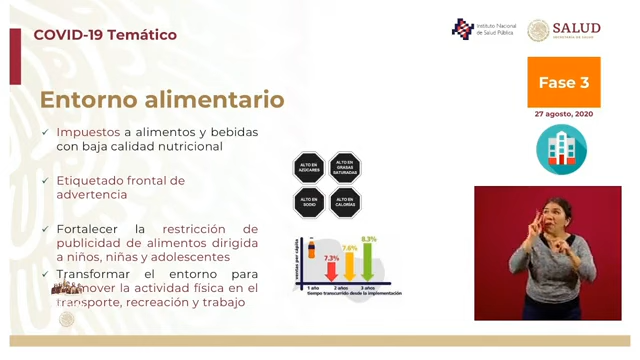 COVID-19 Temático
Instituto Nacional
de Salud Pública
SALUD
SECRETARÍA DE SALUD
Fase 3
27 agosto, 2020
Entorno alimentario
✓ Impuestos a alimentos y bebidas
con baja calidad nutricional
✓ Etiquetado frontal de
advertencia
✓ Fortalecer la restricción de
publicidad de alimentos dirigida
a niños, niñas y adolescentes
✓ Transformar el entorno para
mover la actividad física en el
transporte, recreación y trabajo
ALTO EN
AZÚCARES
ALTO EN
GRASAS
SATURADAS
ALTO EN
SODIO
ALTO EN
CALORÍAS
ventas per cápita
7.3%
7.6%
8.3%
1 año 2 años 3 años
tiempo transcurrido desde la implementación